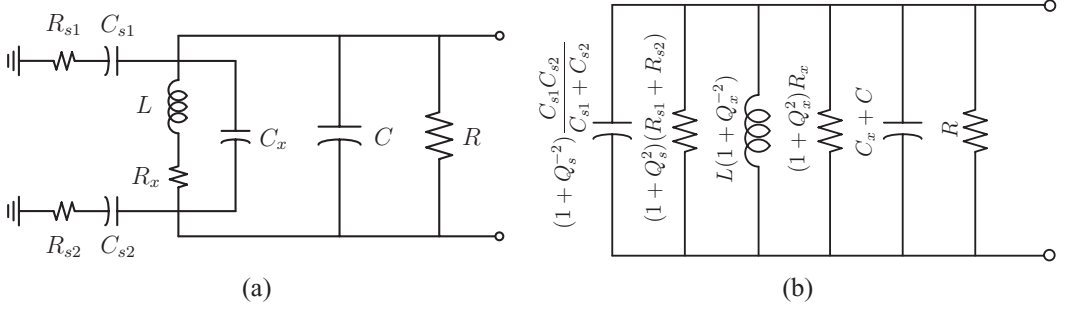 R_{s1} C_{s1}
L
R_x
C_x
C
R
R_{s2} C_{s2}
(a)
(1 + Q_s^{-2}) \frac{C_{s1}C_{s2}}{C_{s1} + C_{s2}}
(1 + Q_s^2)(R_{s1} + R_{s2})
L(1 + Q_x^{-2})
(1 + Q_x^2)R_x
C_x + C
R
(b)